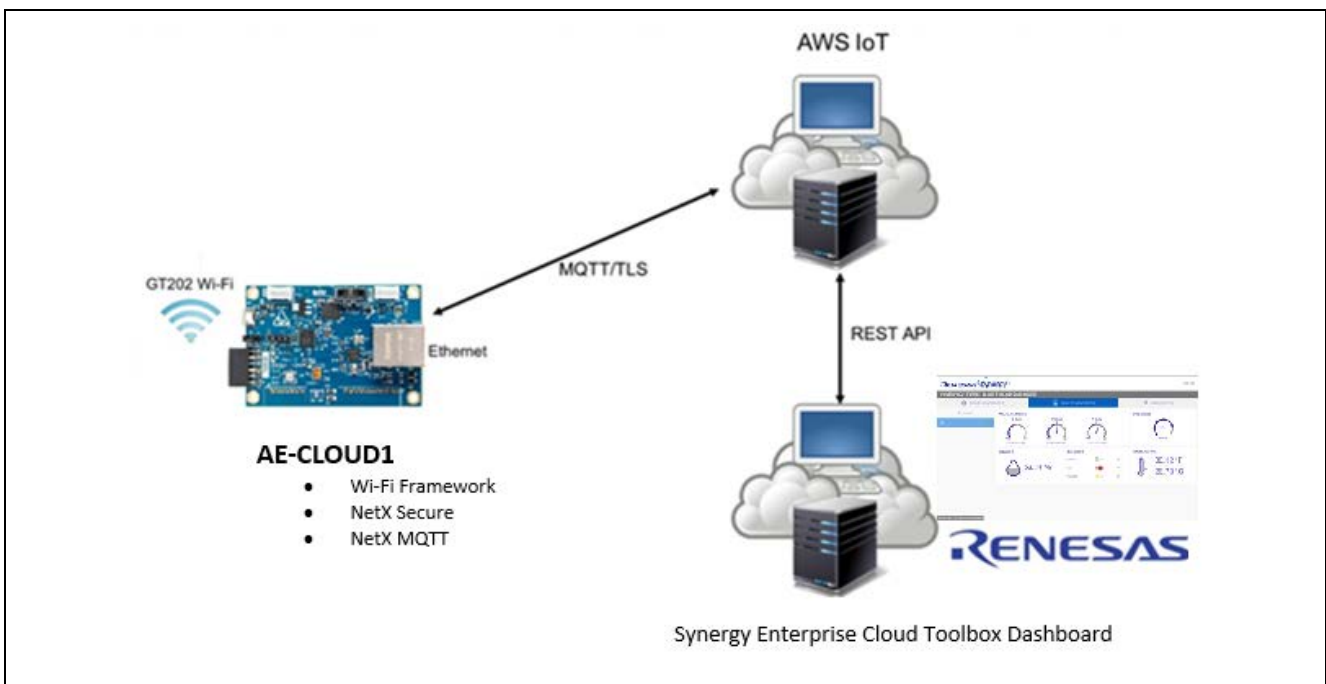 AWS IoT
MQTT/TLS
GT202 Wi-Fi
Ethernet
REST API
AE-CLOUD1
• Wi-Fi Framework
• NetX Secure
• NetX MQTT
RENESAS
Synergy Enterprise Cloud Toolbox Dashboard